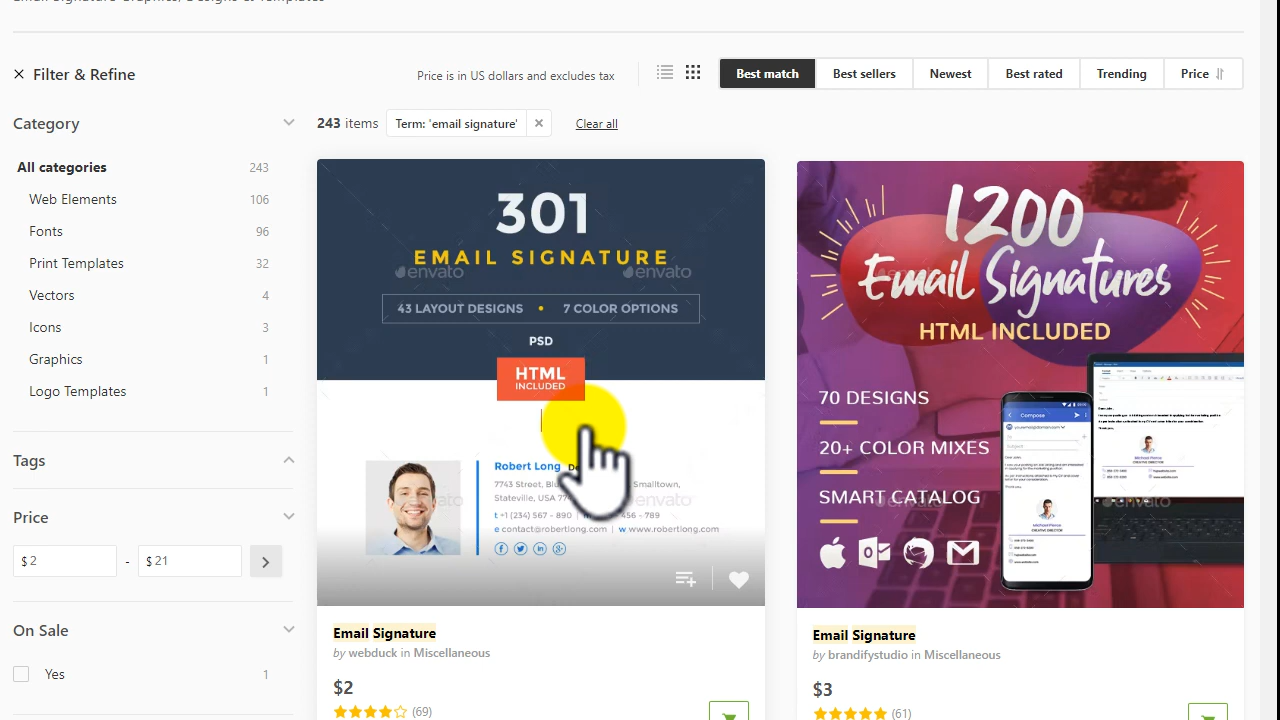 Email Signature Graphics, Designs & Templates
Filter & Refine
Price is in US dollars and excludes tax
Best match
Best sellers
Newest
Best rated
Trending
Price
Category
243 items
Term: 'email signature'
Clear all
All categories 243
Web Elements 106
Fonts 96
Print Templates 32
Vectors 4
Icons 3
Graphics 1
Logo Templates 1
Tags
Price
$ 2 - $ 21
On Sale
Yes 1
301
EMAIL SIGNATURE
envato envato
43 LAYOUT DESIGNS • 7 COLOR OPTIONS
PSD
HTML
INCLUDED
Robert Long
7743 Street, Smalltown,
Stateville, USA
envato envato
t +1 (234) 567 - 890 | 456 - 789
e contact@robertlong.com | w www.robertlong.com
Email Signature
by webduck in Miscellaneous
$2
(69)
1200
Email Signatures
HTML INCLUDED
70 DESIGNS
20+ COLOR MIXES
SMART CATALOG
Compose
envato
Email Signature
by brandifystudio in Miscellaneous
$3
(61)